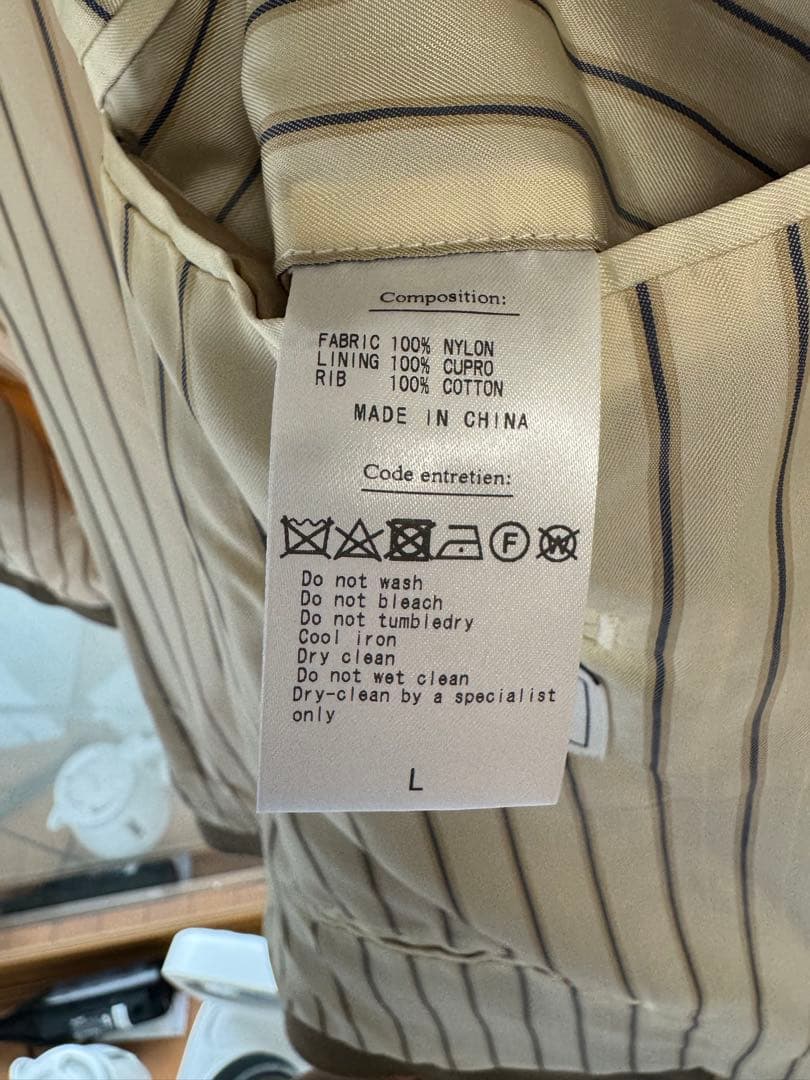 Composition:
FABRIC 100% NYLON
LINING 100% CUPRO
RIB 100% COTTON
MADE IN CHINA
Code entretien:
F W
Do not wash
Do not bleach
Do not tumbledry
Cool iron
Dry clean
Do not wet clean
Dry-clean by a specialist
only
L